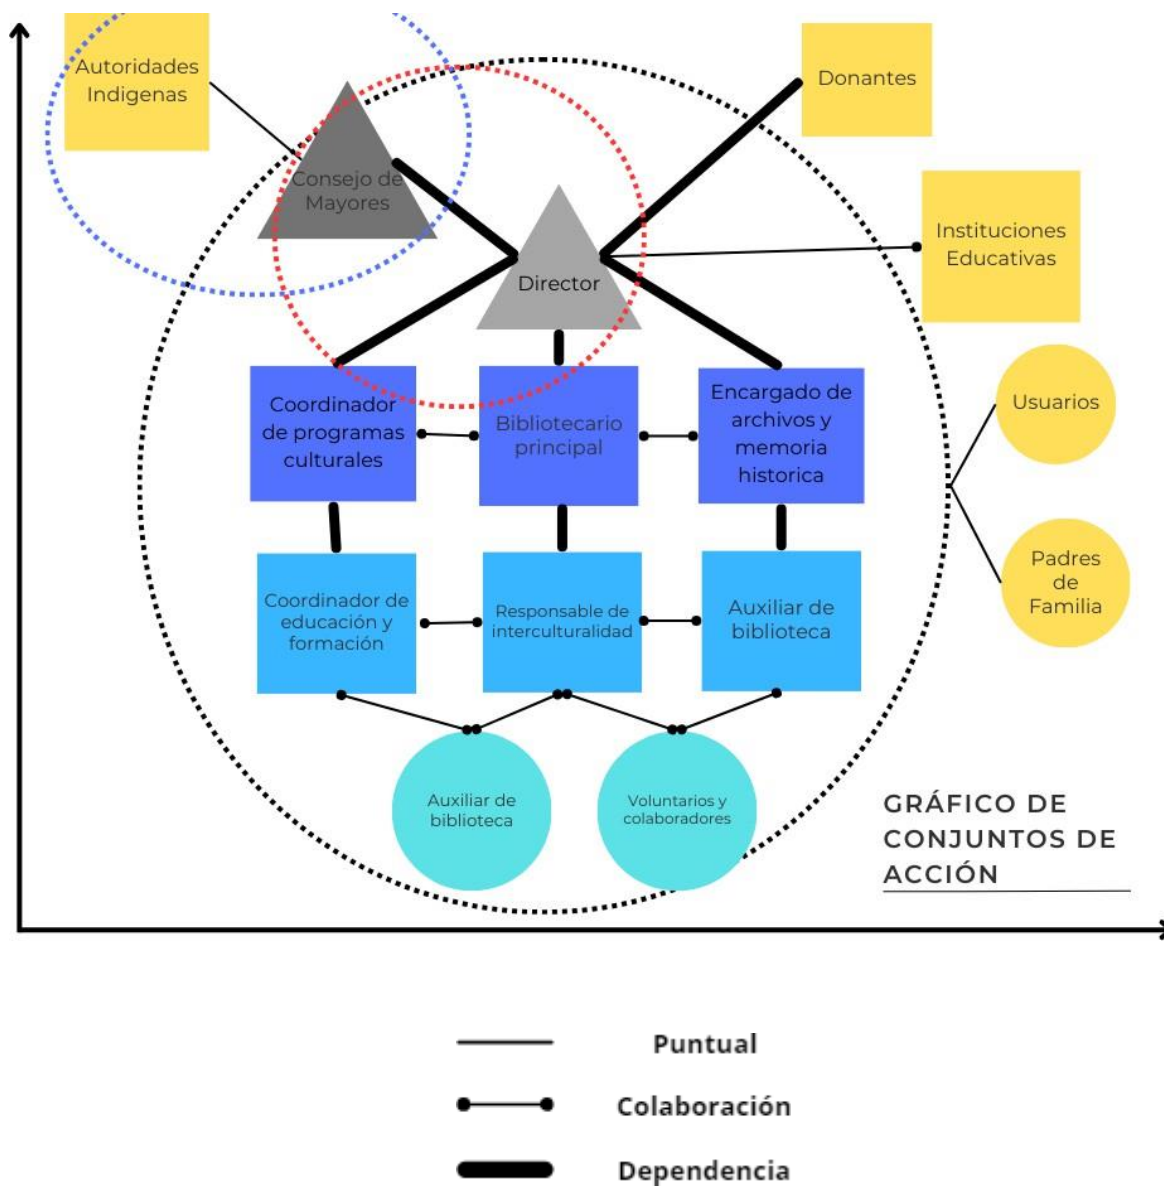 Autoridades
Indigenas
Donantes
Consejo de
Mayores
Instituciones
Educativas
Director
Coordinador
de programas
culturales
Bibliotecario
principal
Encargado de
archivos y
memoria
historica
Usuarios
Padres
de
Familia
Coordinador de
educación y
formación
Responsable de
interculturalidad
Auxiliar de
biblioteca
Auxiliar de
biblioteca
Voluntarios y
colaboradores
GRÁFICO DE
CONJUNTOS DE
ACCIÓN
Puntual
Colaboración
Dependencia